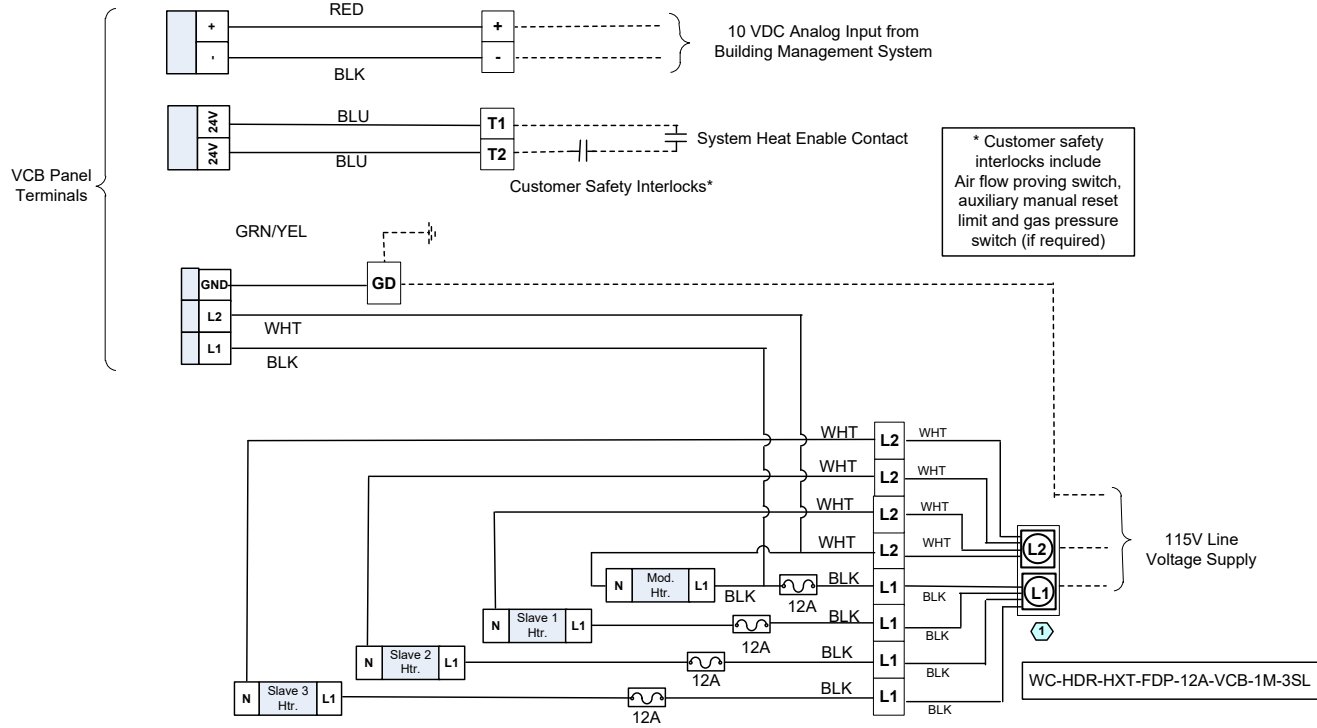 RED
+
+
-
-
BLK
10 VDC Analog Input from
Building Management System
24V
24V
BLU
BLU
T1
T2
System Heat Enable Contact
Customer Safety Interlocks*
* Customer safety
interlocks include
Air flow proving switch,
auxiliary manual reset
limit and gas pressure
switch (if required)
VCB Panel
Terminals
GRN/YEL
GND
GD
L2
WHT
L1
BLK
WHT
L2
WHT
WHT
L2
WHT
WHT
L2
WHT
WHT
L2
WHT
L2
115V Line
Voltage Supply
N
Mod.
Htr.
L1
BLK
12A
BLK
L1
BLK
L1
1
N
Slave 1
Htr.
L1
12A
BLK
L1
BLK
N
Slave 2
Htr.
L1
12A
BLK
L1
BLK
N
Slave 3
Htr.
L1
12A
BLK
L1
BLK
WC-HDR-HXT-FDP-12A-VCB-1M-3SL